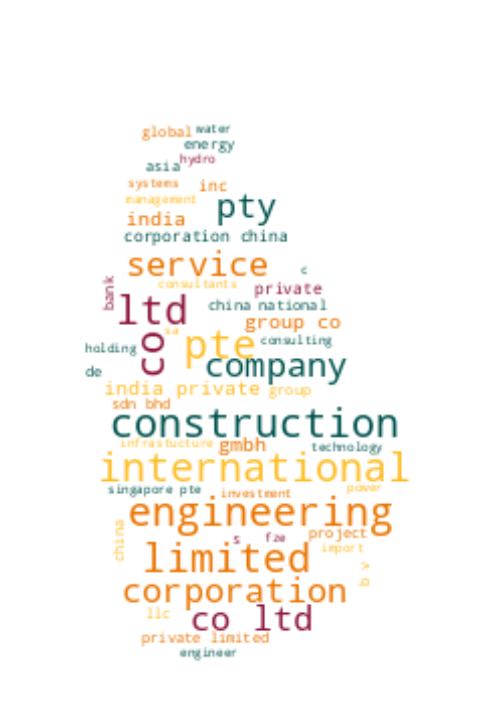 global water
energy
hydro
asia
systems inc
management
pty
india
corporation china
service
c
consultants
bank
private
ltd
china national
group co
sa
co
pte
consulting
holding
company
de
india private group
sdn bhd
construction
infrastucture gmbh
technology
international
singapore pte
investment
power
engineering
china
s
fze
project
import
limited
b v
corporation
llc
co ltd
private limited
engineer